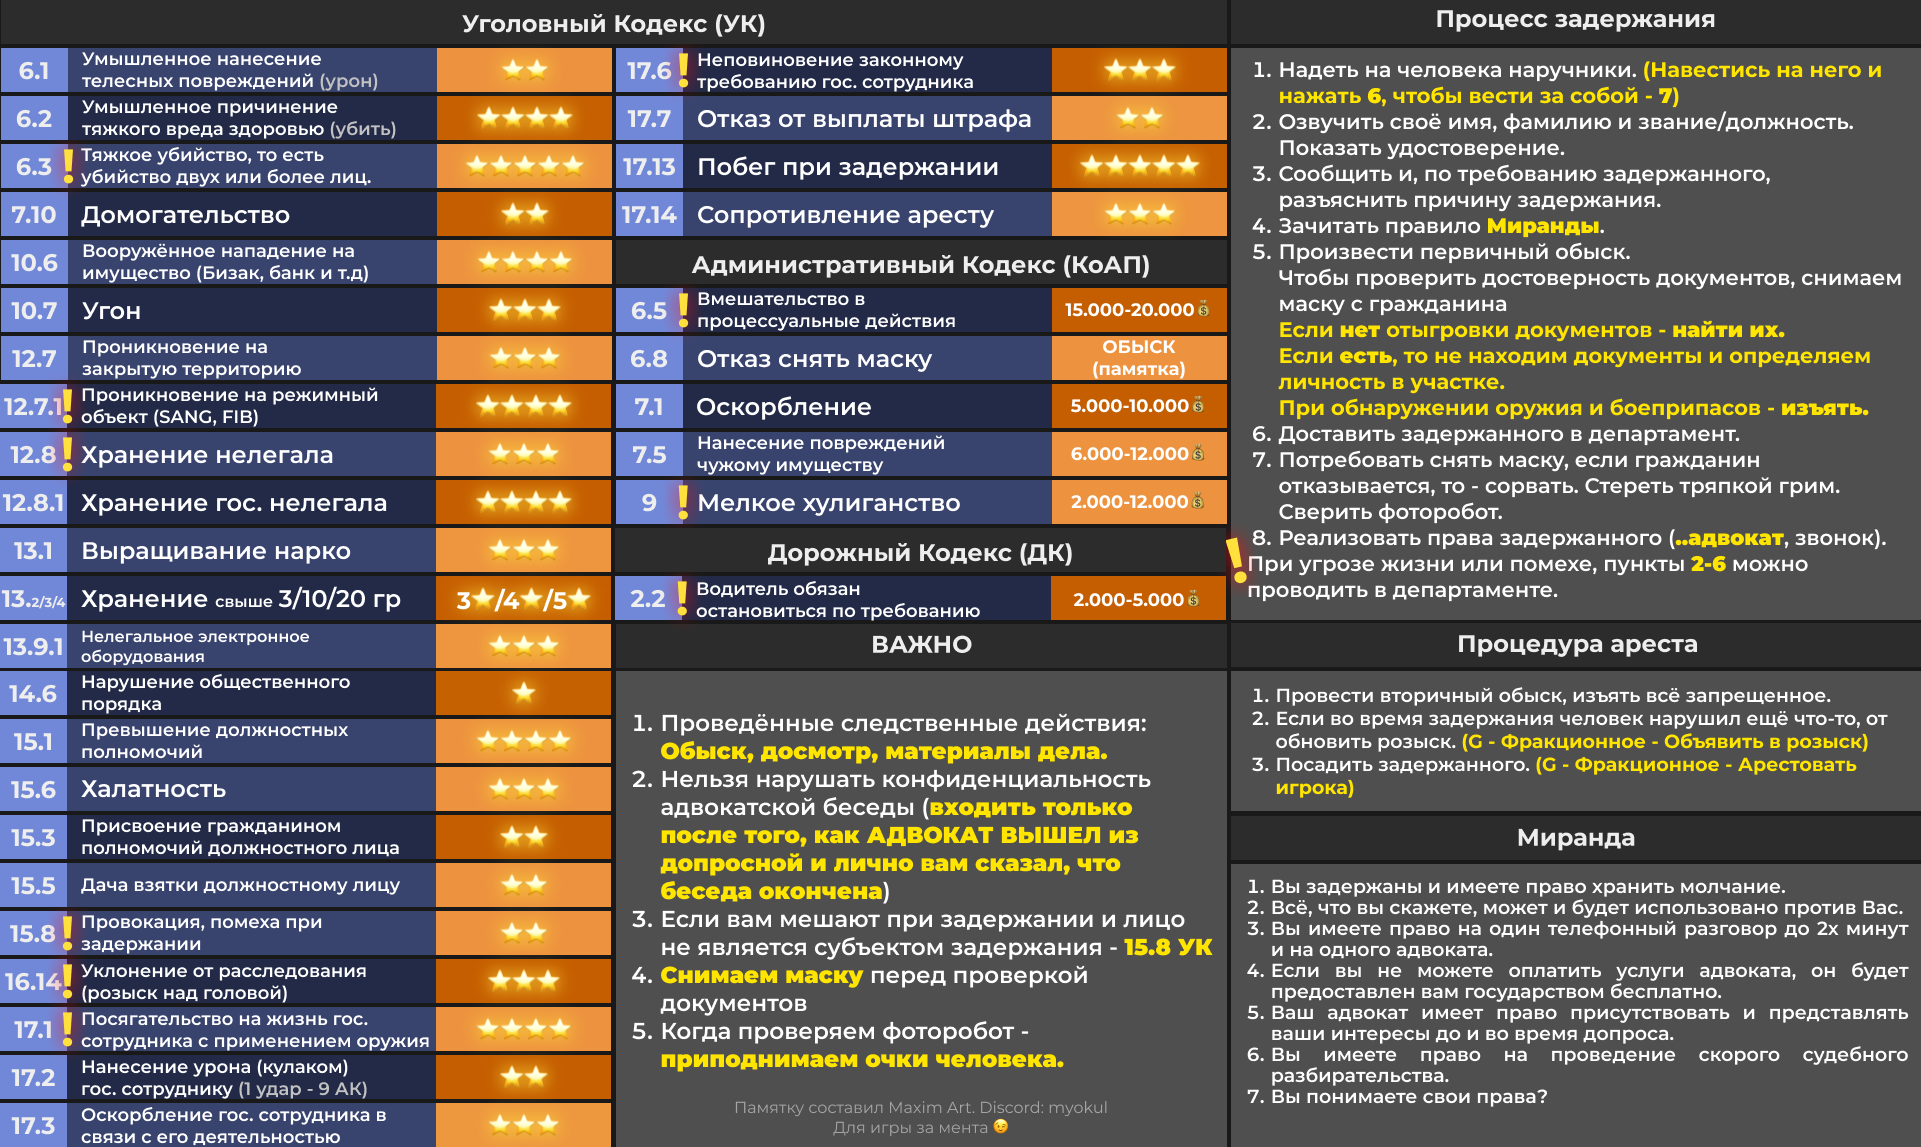 Уголовный Кодекс (УК)
6.1
Умышленное нанесение
телесных повреждений (урон)
6.2
Умышленное причинение
тяжкого вреда здоровью (убить)
6.3
Тяжкое убийство, то есть
убийство двух или более лиц.
7.10
Домогательство
10.6
Вооружённое нападение на
имущество (Бизак, банк и т.д)
10.7
Угон
12.7
Проникновение на
закрытую территорию
12.7.1
Проникновение на режимный
объект (SANG, FIB)
12.8
Хранение нелегала
12.8.1
Хранение гос. нелегала
13.1
Выращивание нарко
13.2/3/4
Хранение свыше 3/10/20 гр
3⭐/4⭐/5⭐
13.9.1
Нелегальное электронное
оборудования
14.6
Нарушение общественного
порядка
15.1
Превышение должностных
полномочий
15.6
Халатность
15.3
Присвоение гражданином
полномочий должностного лица
15.5
Дача взятки должностному лицу
15.8
Провокация, помеха при
задержании
16.14
Уклонение от расследования
(розыск над головой)
17.1
Посягательство на жизнь гос.
сотрудника с применением оружия
17.2
Нанесение урона (кулаком)
гос. сотруднику (1 удар - 9 АК)
17.3
Оскорбление гос. сотрудника в
связи с его деятельностью
17.6
Неповиновение законному
требованию гос. сотрудника
17.7
Отказ от выплаты штрафа
17.13
Побег при задержании
17.14
Сопротивление аресту
Административный Кодекс (КоАП)
6.5
Вмешательство в
процессуальные действия
15.000-20.000
6.8
Отказ снять маску
ОБЫСК
(памятка)
7.1
Оскорбление
5.000-10.000
7.5
Нанесение повреждений
чужому имуществу
6.000-12.000
9
Мелкое хулиганство
2.000-12.000
Дорожный Кодекс (ДК)
2.2
Водитель обязан
остановиться по требованию
2.000-5.000
ВАЖНО
1. Проведённые следственные действия:
Обыск, досмотр, материалы дела.
2. Нельзя нарушать конфиденциальность
адвокатской беседы (входить только
после того, как АДВОКАТ ВЫШЕЛ из
допросной и лично вам сказал, что
беседа окончена)
3. Если вам мешают при задержании и лицо
не является субъектом задержания - 15.8 УК
4. Снимаем маску перед проверкой
документов
5. Когда проверяем фоторобот -
приподнимаем очки человека.
Памятку составил Maxim Art. Discord: myokul
Для игры за мента 😉
Процесс задержания
1. Надеть на человека наручники. (Навестись на него и
нажать 6, чтобы вести за собой - 7)
2. Озвучить своё имя, фамилию и звание/должность.
Показать удостоверение.
3. Сообщить и, по требованию задержанного,
разъяснить причину задержания.
4. Зачитать правило Миранды.
5. Произвести первичный обыск.
Чтобы проверить достоверность документов, снимаем
маску с гражданина
Если нет отыгровки документов - найти их.
Если есть, то не находим документы и определяем
личность в участке.
При обнаружении оружия и боеприпасов - изъять.
6. Доставить задержанного в департамент.
7. Потребовать снять маску, если гражданин
отказывается, то - сорвать. Стереть тряпкой грим.
Сверить фоторобот.
8. Реализовать права задержанного (..адвокат, звонок).
При угрозе жизни или помехе, пункты 2-6 можно
проводить в департаменте.
Процедура ареста
1. Провести вторичный обыск, изъять всё запрещенное.
2. Если во время задержания человек нарушил ещё что-то, от
обновить розыск. (G - Фракционное - Объявить в розыск)
3. Посадить задержанного. (G - Фракционное - Арестовать
игрока)
Миранда
1. Вы задержаны и имеете право хранить молчание.
2. Всё, что вы скажете, может и будет использовано против Вас.
3. Вы имеете право на один телефонный разговор до 2х минут
и на одного адвоката.
4. Если вы не можете оплатить услуги адвоката, он будет
предоставлен вам государством бесплатно.
5. Ваш адвокат имеет право присутствовать и представлять
ваши интересы до и во время допроса.
6. Вы имеете право на проведение скорого судебного
разбирательства.
7. Вы понимаете свои права?